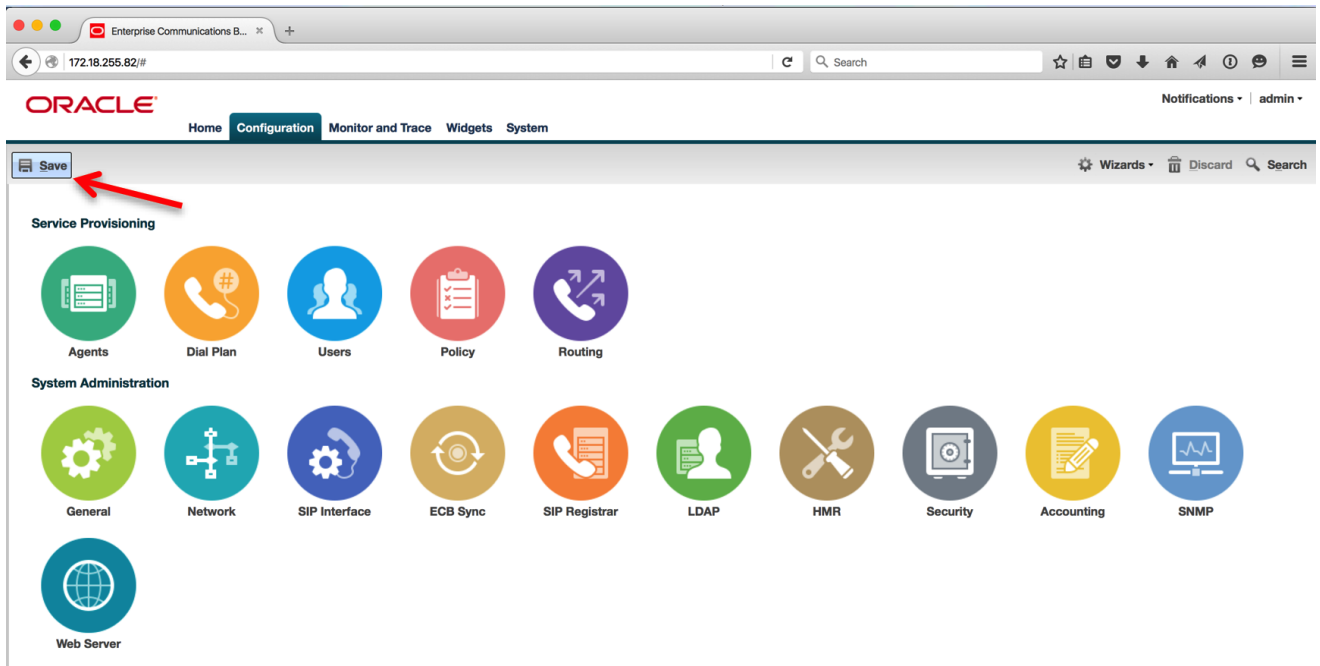 Enterprise Communications B...
172.18.255.82/#
Search
ORACLE
Notifications
admin
Home Configuration Monitor and Trace Widgets System
Save
Wizards Discard Search
Service Provisioning
#
Agents Dial Plan Users Policy Routing
System Administration
General Network SIP Interface ECB Sync SIP Registrar LDAP HMR Security Accounting SNMP
Web Server